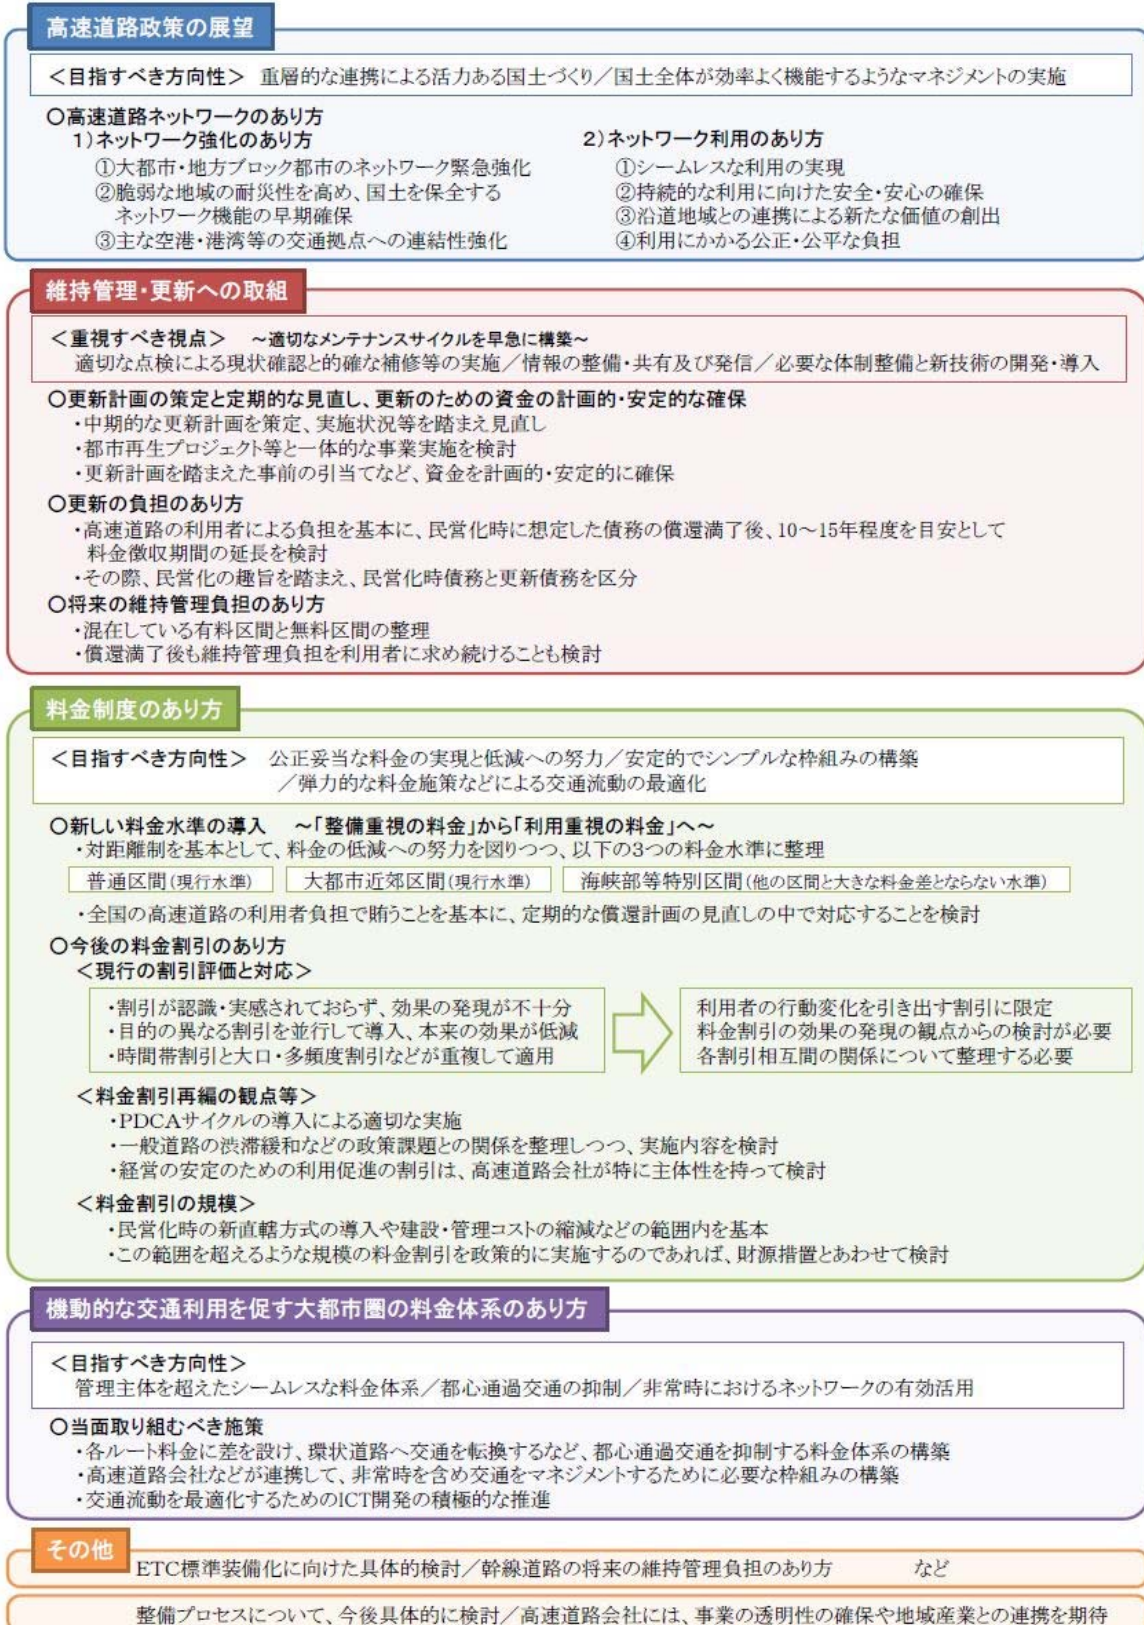 高速道路政策の展望
＜目指すべき方向性＞ 重層的な連携による活力ある国土づくり／国土全体が効率よく機能するようなマネジメントの実施
○高速道路ネットワークのあり方
1)ネットワーク強化のあり方
①大都市・地方ブロック都市のネットワーク緊急強化
②脆弱な地域の耐災性を高め、国土を保全する
ネットワーク機能の早期確保
③主な空港・港湾等の交通拠点への連結性強化
2)ネットワーク利用のあり方
①シームレスな利用の実現
②持続的な利用に向けた安全・安心の確保
③沿道地域との連携による新たな価値の創出
④利用にかかる公正・公平な負担
維持管理・更新への取組
＜重視すべき視点＞ ～適切なメンテナンスサイクルを早急に構築～
適切な点検による現状確認と的確な補修等の実施／情報の整備・共有及び発信／必要な体制整備と新技術の開発・導入
○更新計画の策定と定期的な見直し、更新のための資金の計画的・安定的な確保
・中期的な更新計画を策定、実施状況等を踏まえ見直し
・都市再生プロジェクト等と一体的な事業実施を検討
・更新計画を踏まえた事前の引当てなど、資金を計画的・安定的に確保
○更新の負担のあり方
・高速道路の利用者による負担を基本に、民営化時に想定した債務の償還満了後、10～15年程度を目安として
料金徴収期間の延長を検討
・その際、民営化の趣旨を踏まえ、民営化時債務と更新債務を区分
○将来の維持管理負担のあり方
・混在している有料区間と無料区間の整理
・償還満了後も維持管理負担を利用者に求め続けることも検討
料金制度のあり方
＜目指すべき方向性＞ 公正妥当な料金の実現と低減への努力／安定的でシンプルな枠組みの構築
／弾力的な料金施策などによる交通流動の最適化
○新しい料金水準の導入 ～「整備重視の料金」から「利用重視の料金」へ～
・対距離制を基本として、料金の低減への努力を図りつつ、以下の3つの料金水準に整理
普通区間(現行水準) 大都市近郊区間(現行水準) 海峡部等特別区間(他の区間と大きな料金差とならない水準)
・全国の高速道路の利用者負担で賄うことを基本に、定期的な償還計画の見直しの中で対応することを検討
○今後の料金割引のあり方
＜現行の割引評価と対応＞
・割引が認識・実感されておらず、効果の発現が不十分
・目的の異なる割引を並行して導入、本来の効果が低減
・時間帯割引と大口・多頻度割引などが重複して適用
利用者の行動変化を引き出す割引に限定
料金割引の効果の発現の観点からの検討が必要
各割引相互間の関係について整理する必要
＜料金割引再編の観点等＞
・PDCAサイクルの導入による適切な実施
・一般道路の渋滞緩和などの政策課題との関係を整理しつつ、実施内容を検討
・経営の安定のための利用促進の割引は、高速道路会社が特に主体性を持って検討
＜料金割引の規模＞
・民営化時の新直轄方式の導入や建設・管理コストの縮減などの範囲内を基本
・この範囲を超えるような規模の料金割引を政策的に実施するのであれば、財源措置とあわせて検討
機動的な交通利用を促す大都市圏の料金体系のあり方
＜目指すべき方向性＞
管理主体を超えたシームレスな料金体系／都心通過交通の抑制／非常時におけるネットワークの有効活用
○当面取り組むべき施策
・各ルート料金に差を設け、環状道路へ交通を転換するなど、都心通過交通を抑制する料金体系の構築
・高速道路会社などが連携して、非常時を含め交通をマネジメントするために必要な枠組みの構築
・交通流動を最適化するためのICT開発の積極的な推進
その他
ETC標準装備化に向けた具体的検討／幹線道路の将来の維持管理負担のあり方 など
整備プロセスについて、今後具体的に検討／高速道路会社には、事業の透明性の確保や地域産業との連携を期待